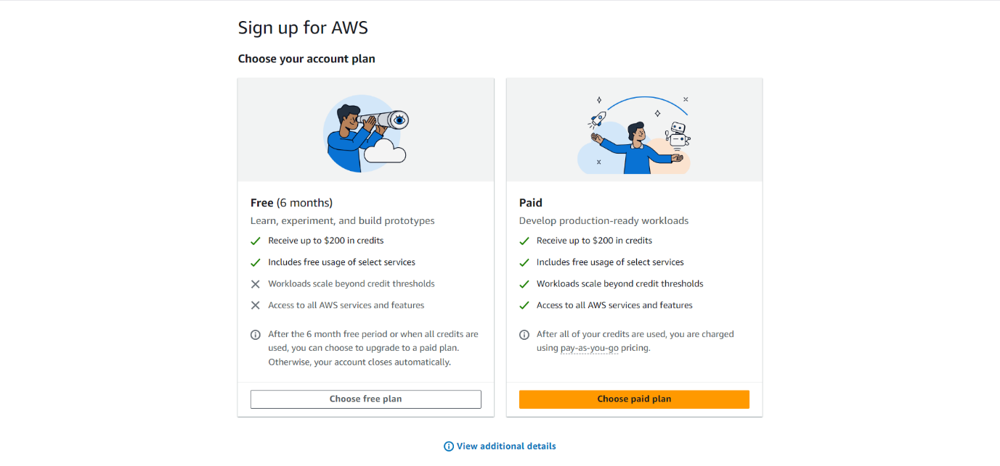 Sign up for AWS
Choose your account plan
Free (6 months)
Learn, experiment, and build prototypes
Receive up to $200 in credits
Includes free usage of select services
Workloads scale beyond credit thresholds
Access to all AWS services and features
After the 6 month free period or when all credits are
used, you can choose to upgrade to a paid plan.
Otherwise, your account closes automatically.
Choose free plan
Paid
Develop production-ready workloads
Receive up to $200 in credits
Includes free usage of select services
Workloads scale beyond credit thresholds
Access to all AWS services and features
After all of your credits are used, you are charged
using pay-as-you-go pricing.
Choose paid plan
View additional details